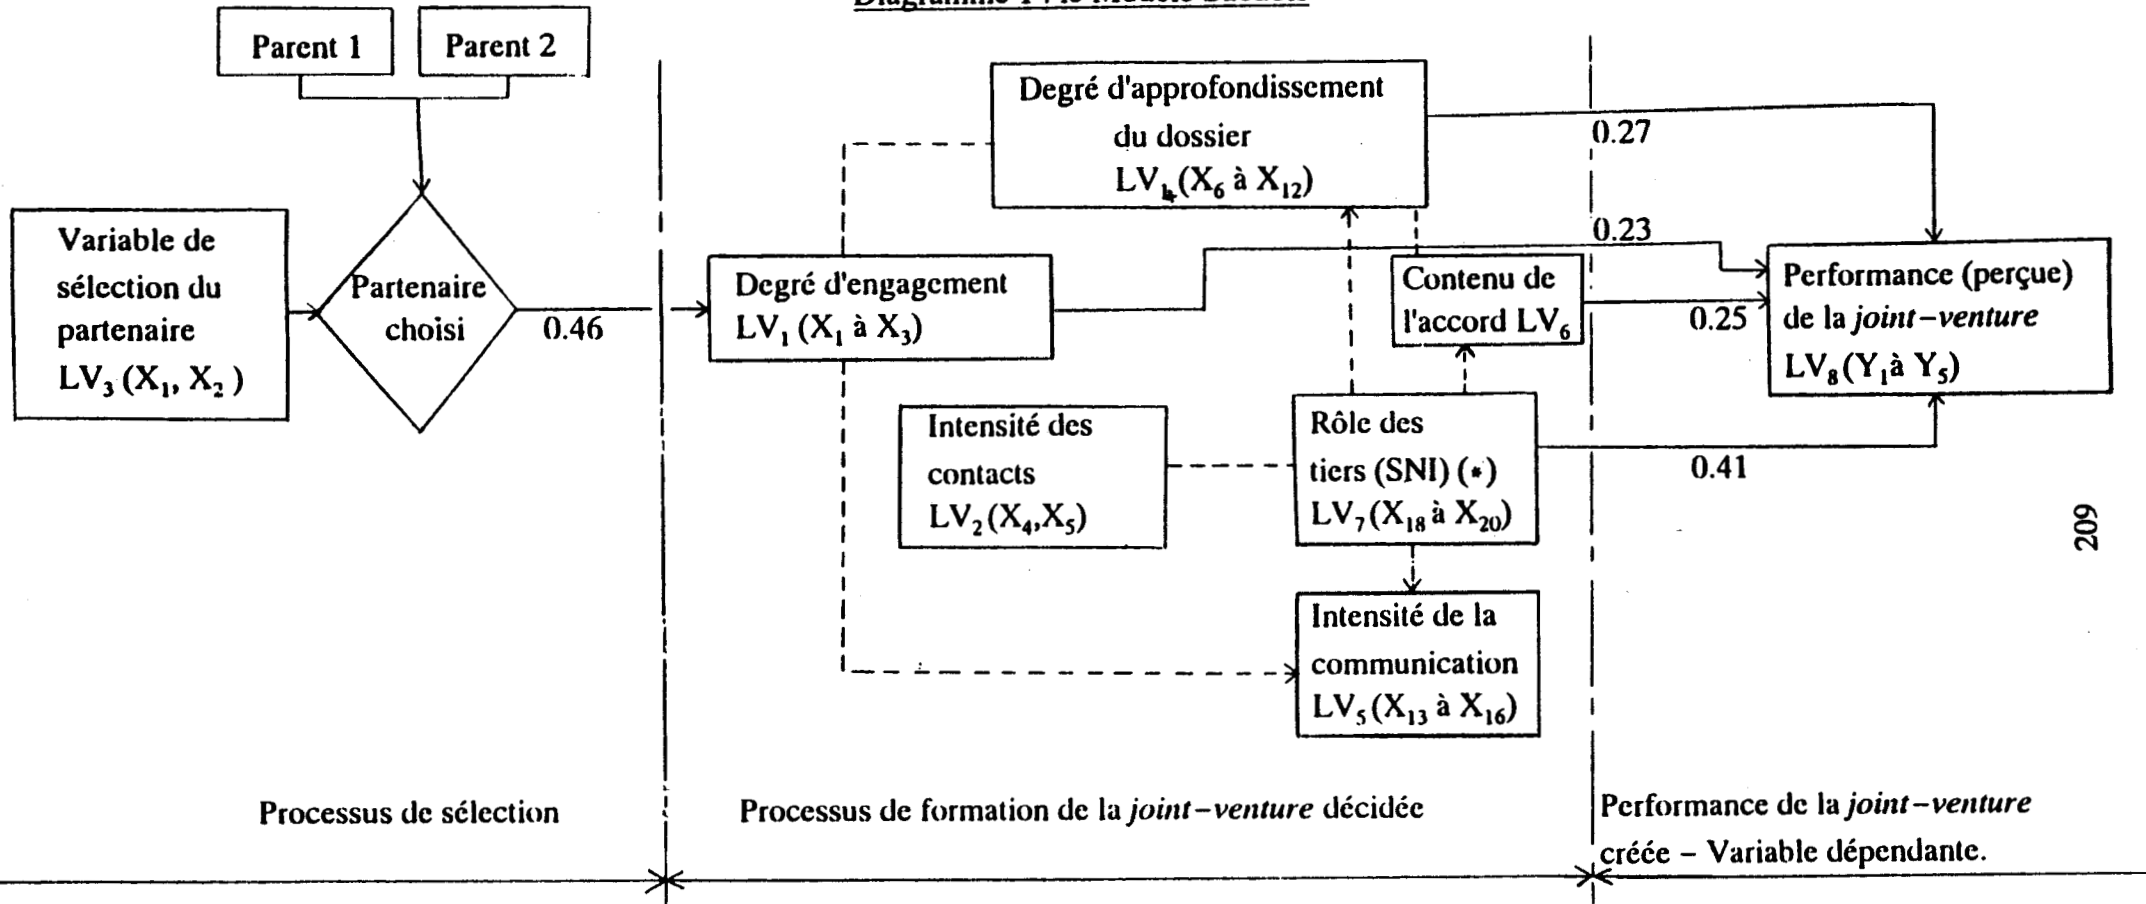 Parent 1
Parent 2
Variable de
sélection du
partenaire
LV₃ (X₁, X₂ )
Partenaire
choisi
0.46
Degré d'approfondissement
du dossier
LV₄ (X₆ à X₁₂)
0.27
0.23
Degré d'engagement
LV₁ (X₁ à X₃)
Contenu de
l'accord LV₆
0.25
Performance (perçue)
de la joint-venture
LV₈ (Y₁ à Y₅)
Intensité des
contacts
LV₂ (X₄,X₅)
Rôle des
tiers (SNI) (*)
LV₇ (X₁₈ à X₂₀)
0.41
Intensité de la
communication
LV₅ (X₁₃ à X₁₆)
209
Processus de sélection
Processus de formation de la joint-venture décidée
Performance de la joint-venture
créée – Variable dépendante.